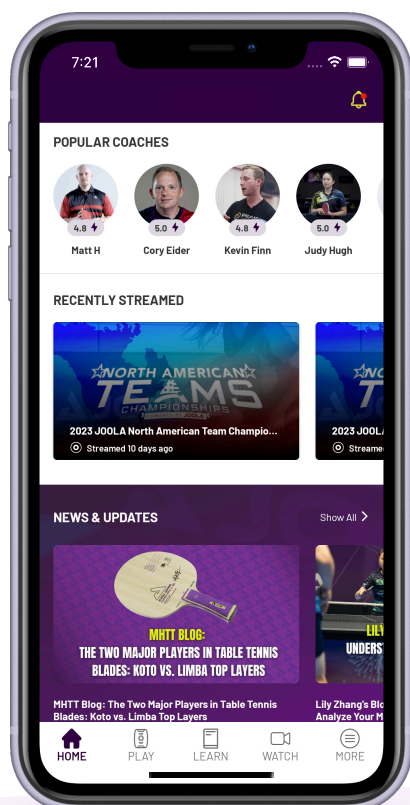 7:21
POPULAR COACHES
4.8
5.0
4.8
5.0
Matt H
Cory Eider
Kevin Finn
Judy Hugh
RECENTLY STREAMED
NORTH AMERICAN
TEAMS
CHAMPIONSHIPS
2023 JOOLA North American Team Champio...
Streamed 10 days ago
2023 JOOLA
Streame
NEWS & UPDATES
Show All
MHTT BLOG:
THE TWO MAJOR PLAYERS IN TABLE TENNIS
BLADES: KOTO VS. LIMBA TOP LAYERS
LILY
UNDERS
MHTT Blog: The Two Major Players in Table Tennis
Blades: Koto vs. Limba Top Layers
Lily Zhang's Blo
Analyze Your M
HOME
PLAY
LEARN
WATCH
MORE